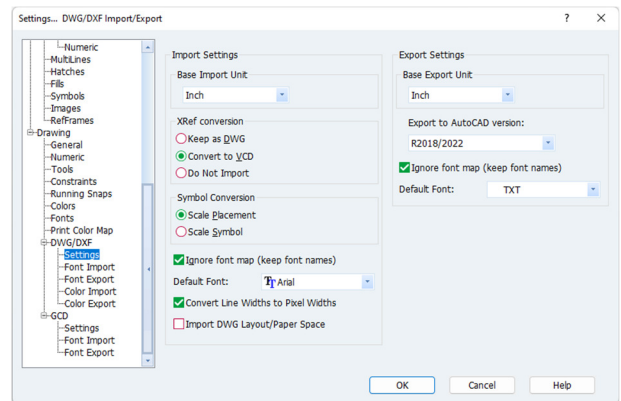 Settings... DWG/DXF Import/Export
?
Numeric
MultiLines
Hatches
Fills
Symbols
Images
RefFrames
Drawing
General
Numeric
Tools
Constraints
Running Snaps
Colors
Fonts
Print Color Map
DWG/DXF
Settings
Font Import
Font Export
Color Import
Color Export
GCD
Settings
Font Import
Font Export
Import Settings
Base Import Unit
Inch
XRef conversion
Keep as DWG
Convert to VCD
Do Not Import
Symbol Conversion
Scale Placement
Scale Symbol
Ignore font map (keep font names)
Default Font: Arial
Convert Line Widths to Pixel Widths
Import DWG Layout/Paper Space
Export Settings
Base Export Unit
Inch
Export to AutoCAD version:
R2018/2022
Ignore font map (keep font names)
Default Font: TXT
OK Cancel Help